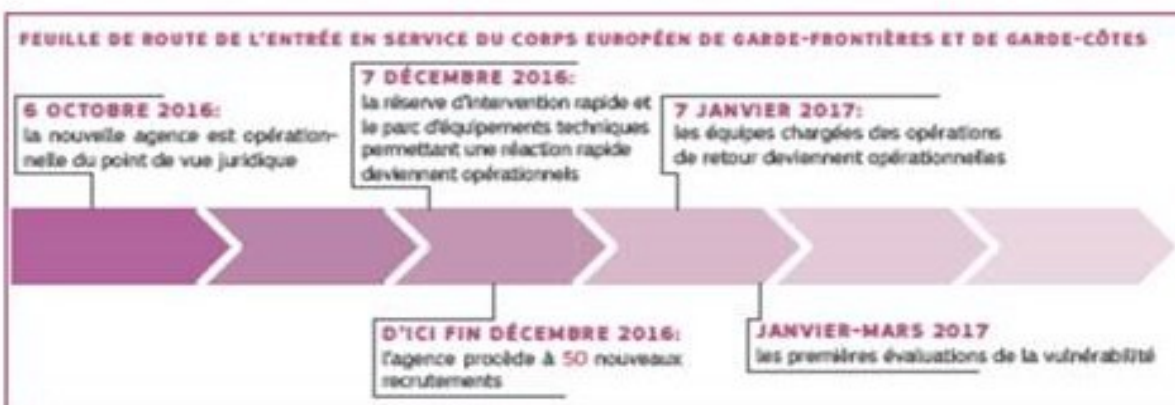 FEUILLE DE ROUTE DE L'ENTRÉE EN SERVICE DU CORPS EUROPÉEN DE GARDE-FRONTIÈRES ET DE GARDE-CÔTES
6 OCTOBRE 2016:
la nouvelle agence est opération-
nelle du point de vue juridique
7 DÉCEMBRE 2016:
la réserve d'intervention rapide et
le parc d'équipements techniques
permettant une réaction rapide
deviennent opérationnels
7 JANVIER 2017:
les équipes chargées des opérations
de retour deviennent opérationnelles
D'ICI FIN DÉCEMBRE 2016:
l'agence procède à 50 nouveaux
recrutements
JANVIER-MARS 2017
les premières évaluations de la vulnérabilité